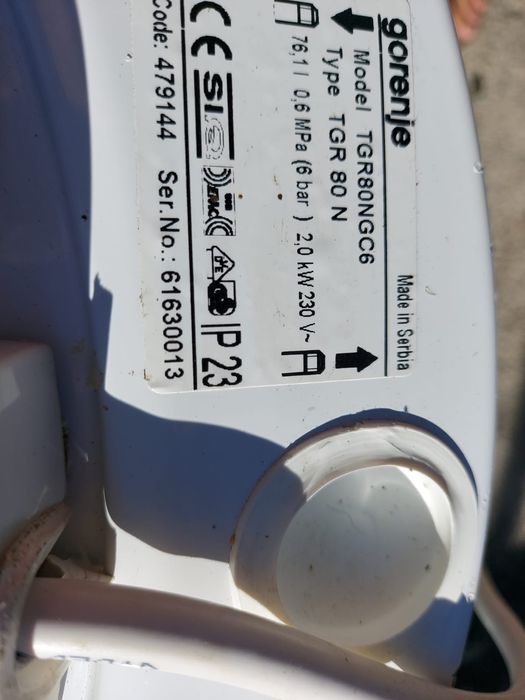 gorenje
Made in Serbia
Model TGR80NGC6
Type TGR 80 N
76,1 l 0,6 MPa (6 bar ) 2,0 kW 230 V~
CE SI IP 23
Code: 479144 Ser.No.: 61630013